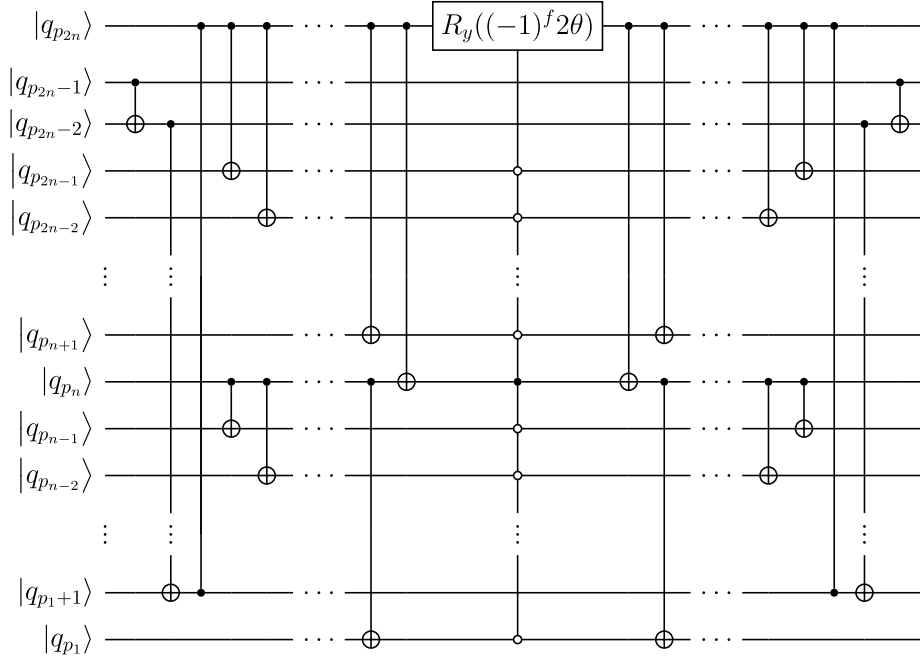 |q_{p_{2n}}⟩ ··· R_y((-1)^f 2θ) ···
|q_{p_{2n}-1}⟩
|q_{p_{2n}-2}⟩
|q_{p_{2n-1}}⟩ ··· ···
|q_{p_{2n-2}}⟩ ··· ···
⋮ ⋮ ⋮ ⋮
|q_{p_{n+1}}⟩ ··· ···
|q_{p_n}⟩ ··· ···
|q_{p_{n-1}}⟩ ··· ···
|q_{p_{n-2}}⟩ ··· ···
⋮ ⋮ ⋮ ⋮
|q_{p_1+1}⟩ ··· ···
|q_{p_1}⟩ ··· ···